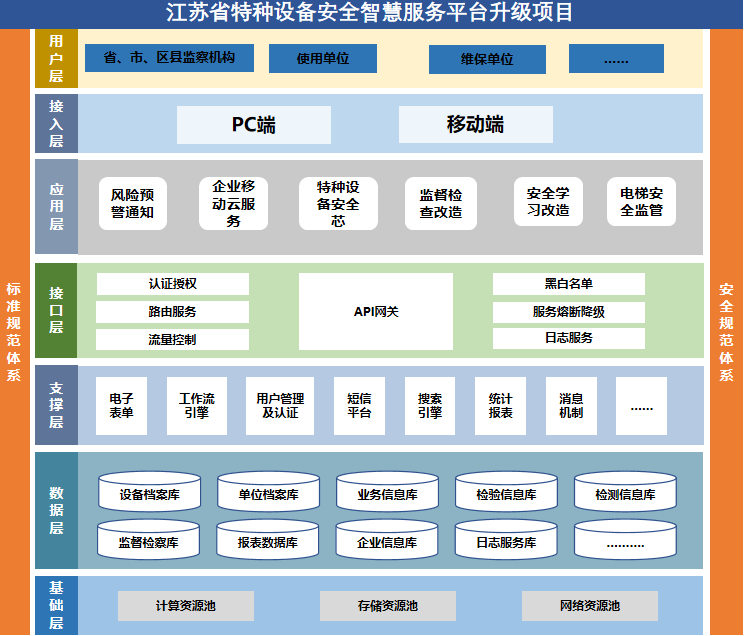 江苏省特种设备安全智慧服务平台升级项目
标准规范体系
安全规范体系
用户层
省、市、区县监察机构
使用单位
维保单位
......
接入层
PC端
移动端
应用层
风险预
警通知
企业移
动云服
务
特种设
备安全
芯
监督检
查改造
安全学
习改造
电梯安
全监管
接口层
认证授权
路由服务
流量控制
API网关
黑白名单
服务熔断降级
日志服务
支撑层
电子
表单
工作流
引擎
用户管理
及认证
短信
平台
搜索
引擎
统计
报表
消息
机制
......
数据层
设备档案库
单位档案库
业务信息库
检验信息库
检测信息库
监督检察库
报表数据库
企业信息库
日志服务库
..........
基础层
计算资源池
存储资源池
网络资源池